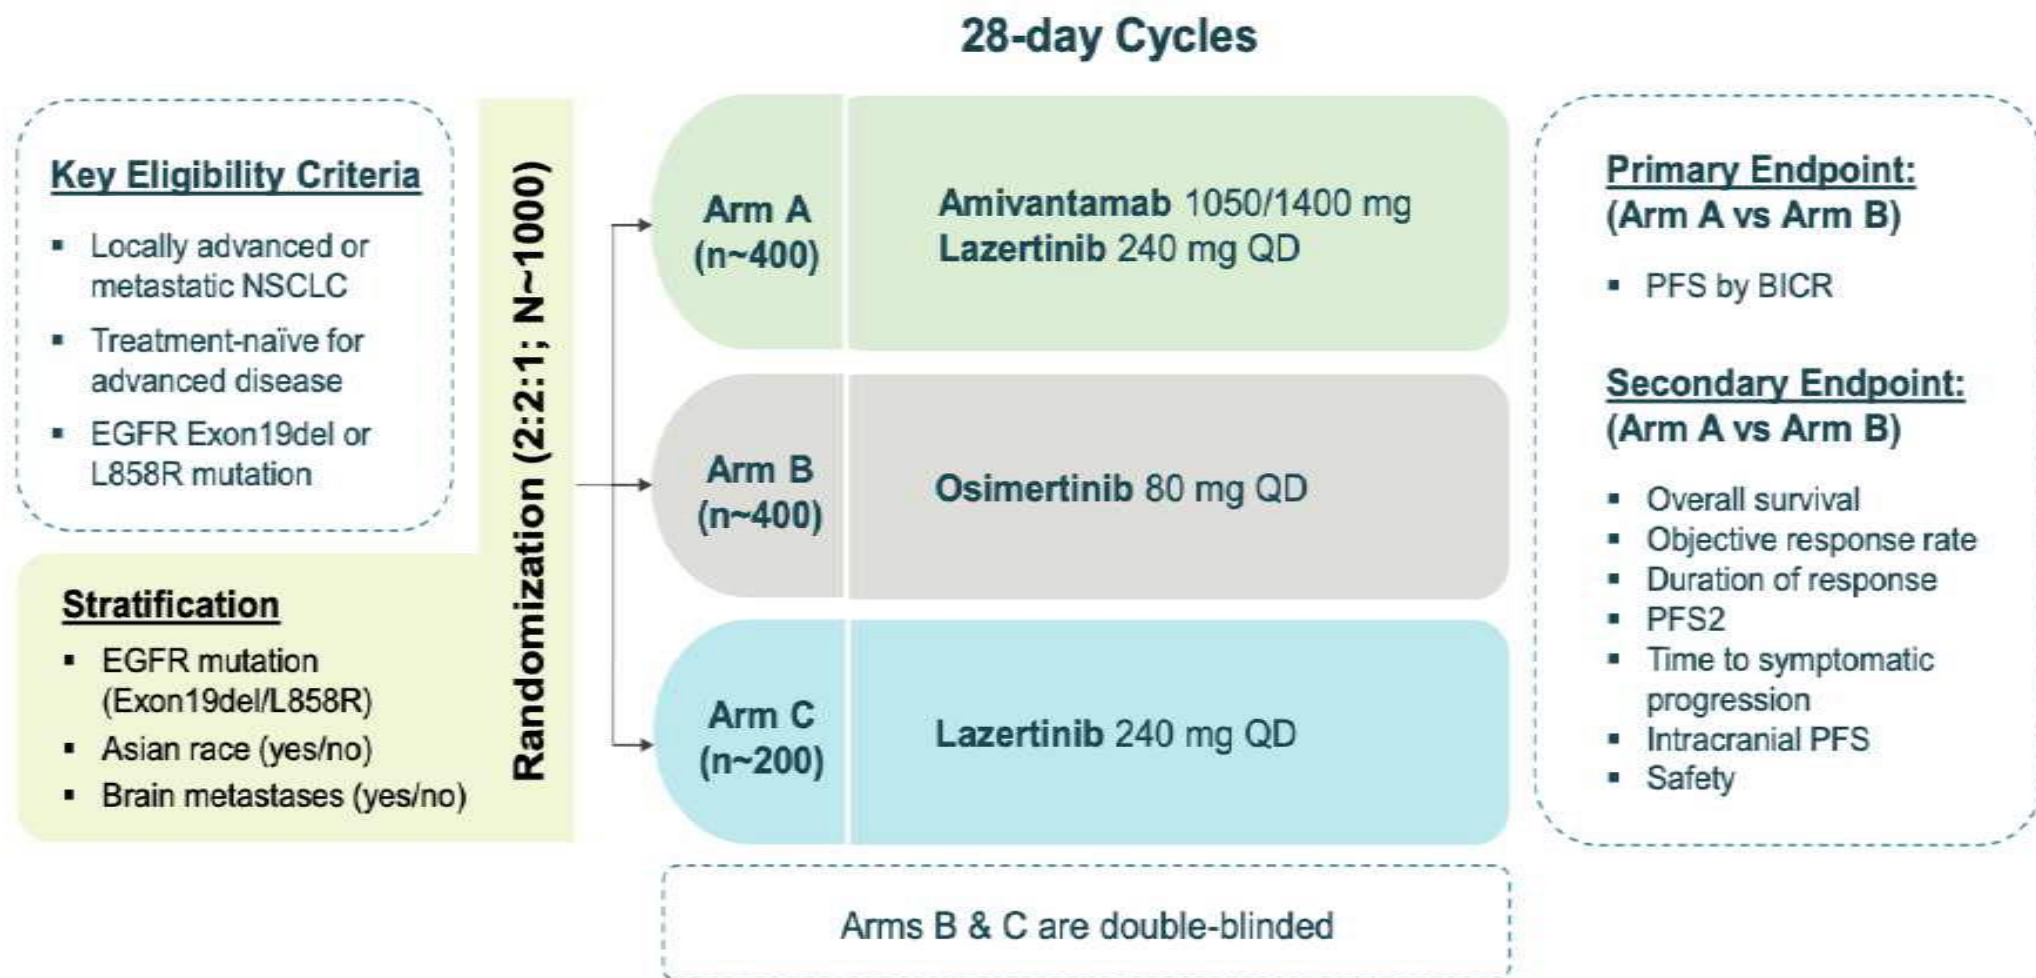 28-day Cycles
Key Eligibility Criteria
▪ Locally advanced or
metastatic NSCLC
▪ Treatment-naïve for
advanced disease
▪ EGFR Exon19del or
L858R mutation
Stratification
▪ EGFR mutation
(Exon19del/L858R)
▪ Asian race (yes/no)
▪ Brain metastases (yes/no)
Randomization (2:2:1; N~1000)
Arm A
(n~400)
Amivantamab 1050/1400 mg
Lazertinib 240 mg QD
Arm B
(n~400)
Osimertinib 80 mg QD
Arm C
(n~200)
Lazertinib 240 mg QD
Arms B & C are double-blinded
Primary Endpoint:
(Arm A vs Arm B)
▪ PFS by BICR
Secondary Endpoint:
(Arm A vs Arm B)
▪ Overall survival
▪ Objective response rate
▪ Duration of response
▪ PFS2
▪ Time to symptomatic
progression
▪ Intracranial PFS
▪ Safety